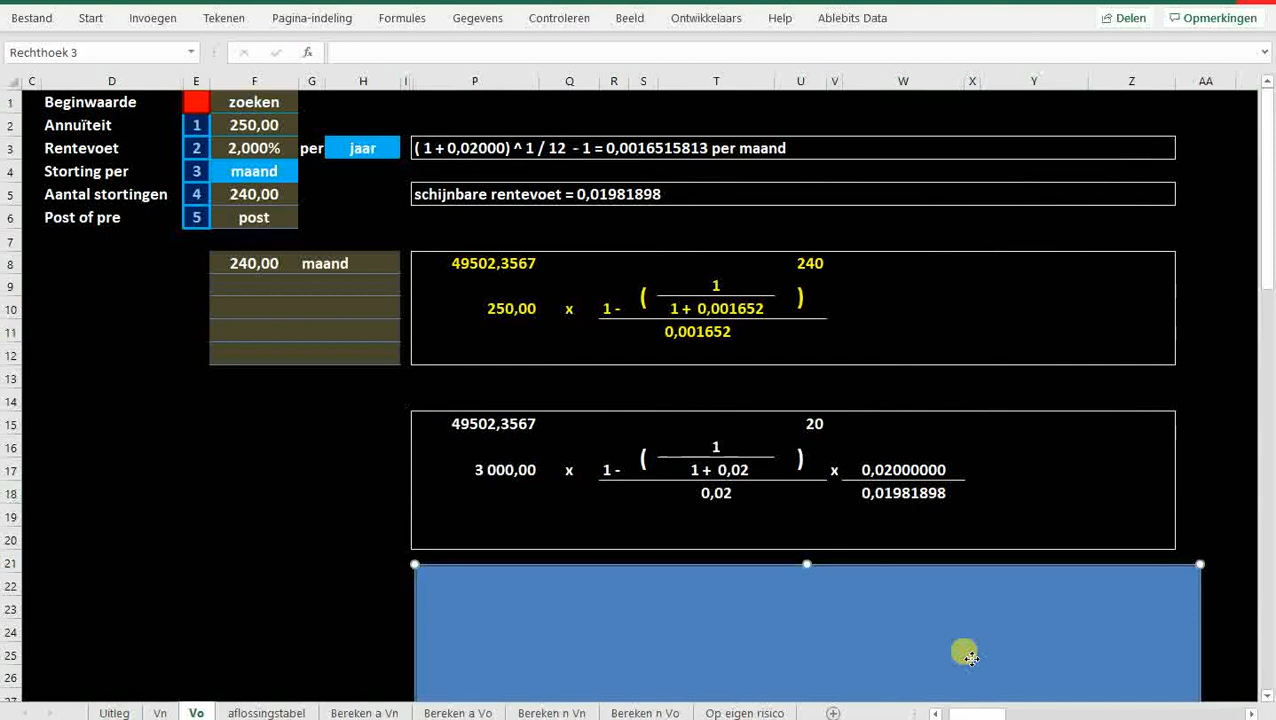 Bestand Start Invoegen Tekenen Pagina-indeling Formules Gegevens Controleren Beeld Ontwikkelaars Help Ablebits Data Delen Opmerkingen
Rechthoek 3 fx
C D E F G H I P Q R S T U V W X Y Z AA
1 Beginwaarde zoeken
2 Annuïteit 1 250,00
3 Rentevoet 2 2,000% per jaar ( 1 + 0,02000) ^ 1 / 12 - 1 = 0,0016515813 per maand
4 Storting per 3 maand
5 Aantal stortingen 4 240,00 schijnbare rentevoet = 0,01981898
6 Post of pre 5 post
7
8 240,00 maand 49502,3567 240
9 ( 1 )
10 250,00 x 1 - 1 + 0,001652
11 0,001652
12
13
14
15 49502,3567 20
16 ( 1 )
17 3 000,00 x 1 - 1 + 0,02 x 0,02000000
18 0,02 0,01981898
19
20
21
22
23
24
25
26
27
Uitleg Vn Vo aflossingstabel Bereken a Vn Bereken a Vo Bereken n Vn Bereken n Vo Op eigen risico